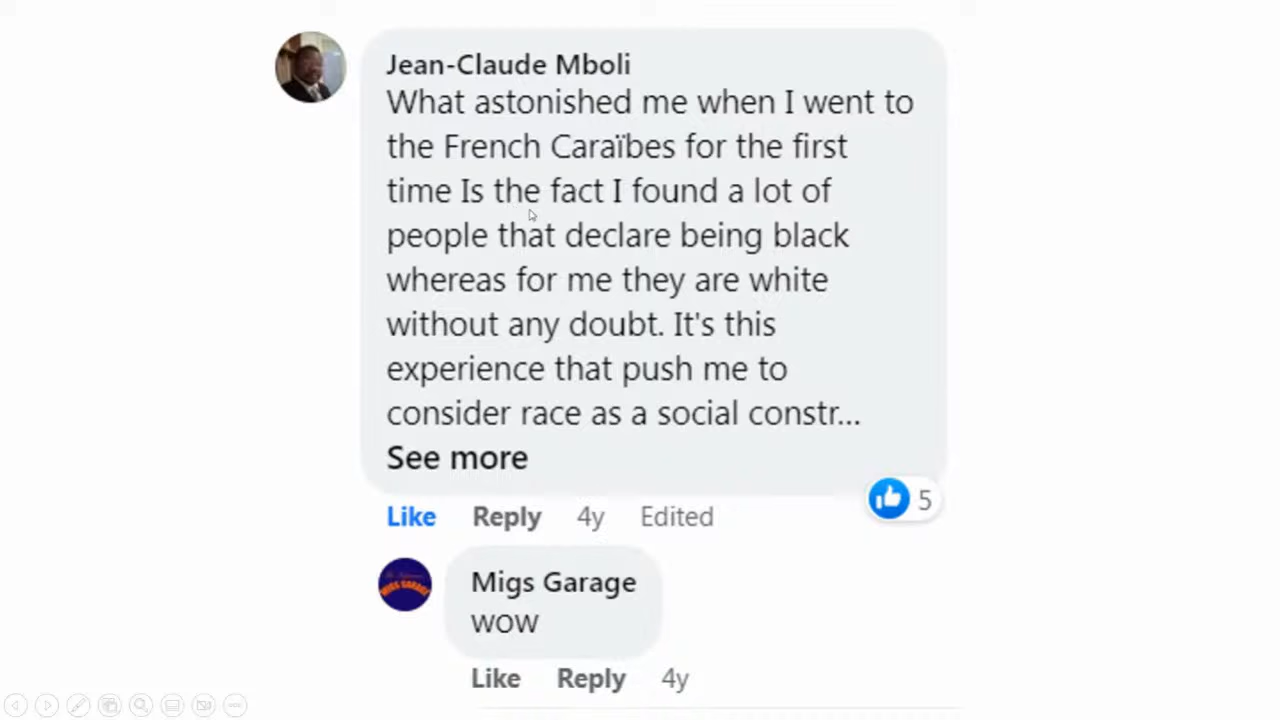 Jean-Claude Mboli
What astonished me when I went to
the French Caraïbes for the first
time Is the fact I found a lot of
people that declare being black
whereas for me they are white
without any doubt. It's this
experience that push me to
consider race as a social constr...
See more
5
Like Reply 4y Edited
MIGS GARAGE
Migs Garage
wow
Like Reply 4y